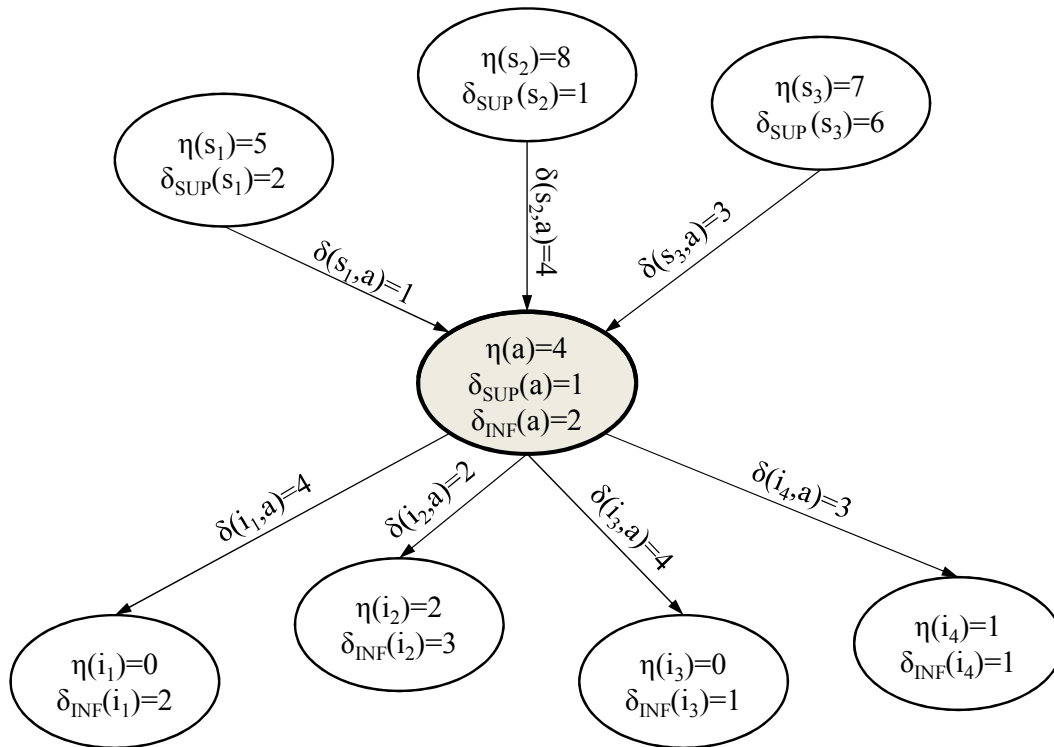 η(s₂)=8
δSUP(s₂)=1
η(s₃)=7
δSUP(s₃)=6
η(s₁)=5
δSUP(s₁)=2
δ(s₁,a)=1
δ(s₂,a)=4
δ(s₃,a)=3
η(a)=4
δSUP(a)=1
δINF(a)=2
δ(i₁,a)=4
δ(i₂,a)=2
δ(i₃,a)=4
δ(i₄,a)=3
η(i₁)=0
δINF(i₁)=2
η(i₂)=2
δINF(i₂)=3
η(i₃)=0
δINF(i₃)=1
η(i₄)=1
δINF(i₄)=1